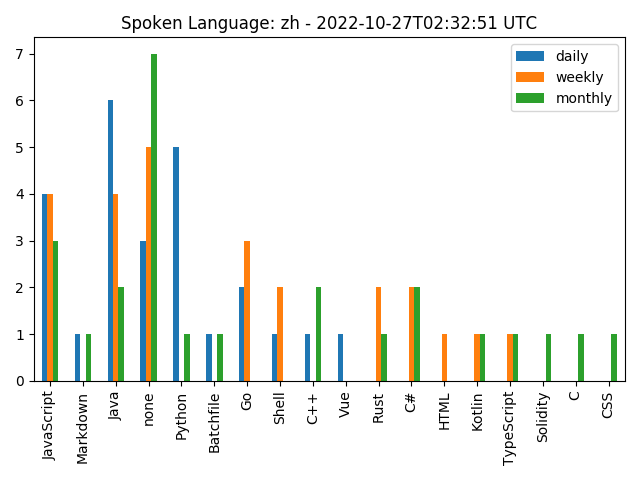 Spoken Language: zh - 2022-10-27T02:32:51 UTC
daily
weekly
monthly
7
6
5
4
3
2
1
0
JavaScript
Markdown
Java
none
Python
Batchfile
Go
Shell
C++
Vue
Rust
C#
HTML
Kotlin
TypeScript
Solidity
C
CSS